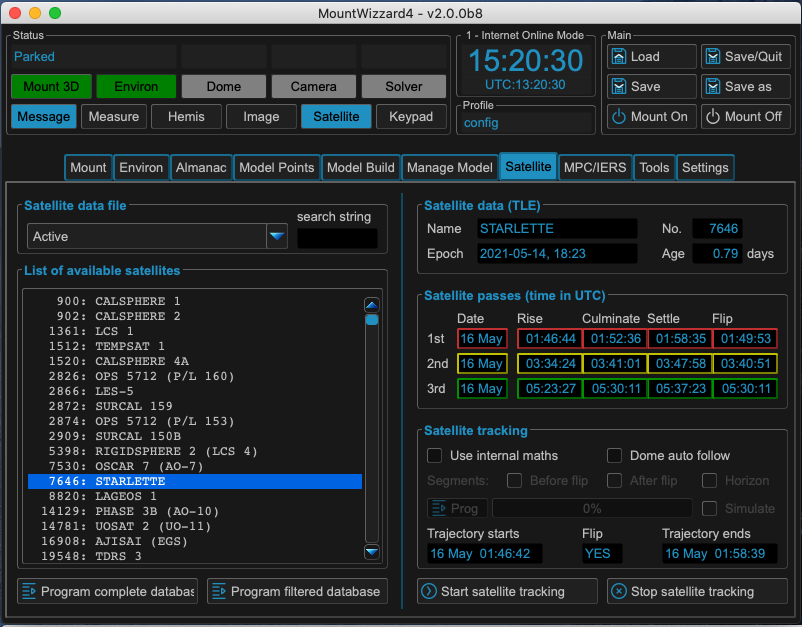 MountWizzard4 - v2.0.0b8
Status
Parked
Mount 3D Environ Dome Camera Solver
Message Measure Hemis Image Satellite Keypad
1 - Internet Online Mode
15:20:30
UTC:13:20:30
Profile
config
Main
Load Save/Quit
Save Save as
Mount On Mount Off
Mount Environ Almanac Model Points Model Build Manage Model Satellite MPC/IERS Tools Settings
Satellite data file
search string
Active
List of available satellites
900: CALSPHERE 1
902: CALSPHERE 2
1361: LCS 1
1512: TEMPSAT 1
1520: CALSPHERE 4A
2826: OPS 5712 (P/L 160)
2866: LES-5
2872: SURCAL 159
2874: OPS 5712 (P/L 153)
2909: SURCAL 150B
5398: RIGIDSPHERE 2 (LCS 4)
7530: OSCAR 7 (AO-7)
7646: STARLETTE
8820: LAGEOS 1
14129: PHASE 3B (AO-10)
14781: UOSAT 2 (UO-11)
16908: AJISAI (EGS)
19548: TDRS 3
Program complete databas
Program filtered database
Satellite data (TLE)
Name STARLETTE No. 7646
Epoch 2021-05-14, 18:23 Age 0.79 days
Satellite passes (time in UTC)
Date Rise Culminate Settle Flip
1st 16 May 01:46:44 01:52:36 01:58:35 01:49:53
2nd 16 May 03:34:24 03:41:01 03:47:58 03:40:51
3rd 16 May 05:23:27 05:30:11 05:37:23 05:30:11
Satellite tracking
Use internal maths Dome auto follow
Segments: Before flip After flip Horizon
Prog 0% Simulate
Trajectory starts Flip Trajectory ends
16 May 01:46:42 YES 16 May 01:58:39
Start satellite tracking
Stop satellite tracking